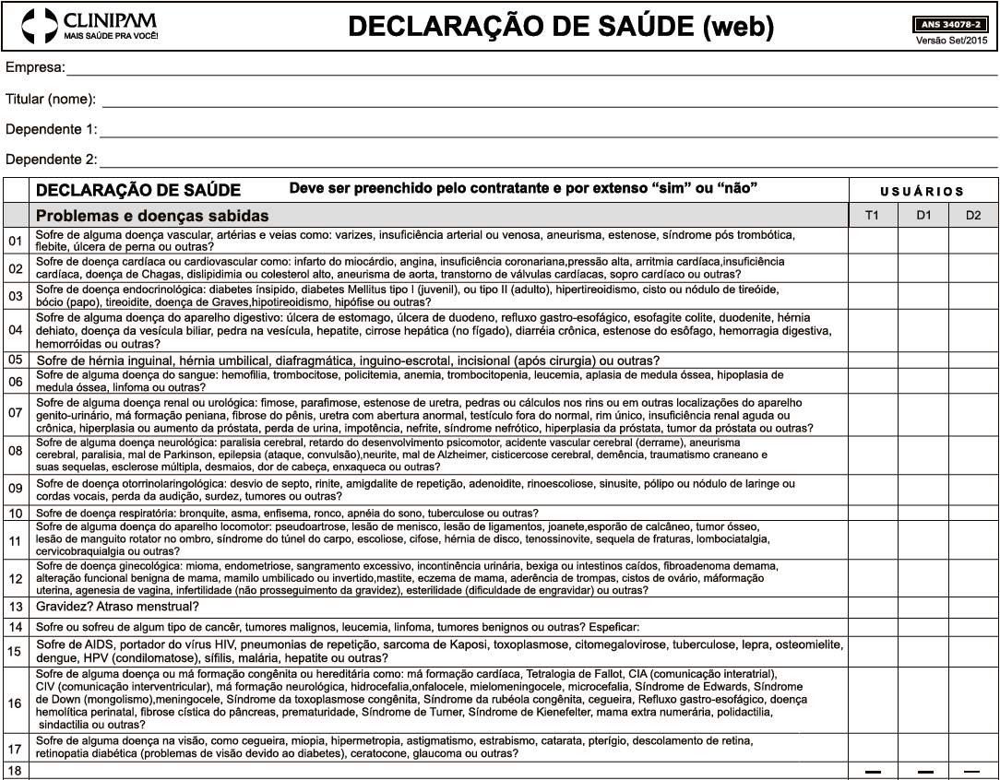 CLINIPAM
MAIS SAÚDE PRA VOCÊ!
DECLARAÇÃO DE SAÚDE (web)
ANS 34078-2
Versão Set/2015
Empresa:
Titular (nome):
Dependente 1:
Dependente 2:
DECLARAÇÃO DE SAÚDE Deve ser preenchido pelo contratante e por extenso “sim” ou “não” USUÁRIOS
Problemas e doenças sabidas T1 D1 D2
01 Sofre de alguma doença vascular, artérias e veias como: varizes, insuficiência arterial ou venosa, aneurisma, estenose, síndrome pós trombótica,
flebite, úlcera de perna ou outras?
02 Sofre de doença cardíaca ou cardiovascular como: infarto do miocárdio, angina, insuficiência coronariana,pressão alta, arritmia cardíaca,insuficiência
cardíaca, doença de Chagas, dislipidimia ou colesterol alto, aneurisma de aorta, transtorno de válvulas cardíacas, sopro cardíaco ou outras?
03 Sofre de doença endocrinológica: diabetes ínsipido, diabetes Mellitus tipo I (juvenil), ou tipo II (adulto), hipertireoidismo, cisto ou nódulo de tireóide,
bócio (papo), tireoidite, doença de Graves,hipotireoidismo, hipófise ou outras?
04 Sofre de alguma doença do aparelho digestivo: úlcera de estomago, úlcera de duodeno, refluxo gastro-esofágico, esofagite colite, duodenite, hérnia
dehiato, doença da vesícula biliar, pedra na vesícula, hepatite, cirrose hepática (no fígado), diarréia crônica, estenose do esôfago, hemorragia digestiva,
hemorróidas ou outras?
05 Sofre de hérnia inguinal, hérnia umbilical, diafragmática, inguino-escrotal, incisional (após cirurgia) ou outras?
06 Sofre de alguma doença do sangue: hemofilia, trombocitose, policitemia, anemia, trombocitopenia, leucemia, aplasia de medula óssea, hipoplasia de
medula óssea, linfoma ou outras?
07 Sofre de alguma doença renal ou urológica: fimose, parafimose, estenose de uretra, pedras ou cálculos nos rins ou em outras localizações do aparelho
genito-urinário, má formação peniana, fibrose do pênis, uretra com abertura anormal, testículo fora do normal, rim único, insuficiência renal aguda ou
crônica, hiperplasia ou aumento da próstata, perda de urina, impotência, nefrite, síndrome nefrótico, hiperplasia da próstata, tumor da próstata ou outras?
08 Sofre de alguma doença neurológica: paralisia cerebral, retardo do desenvolvimento psicomotor, acidente vascular cerebral (derrame), aneurisma
cerebral, paralisia, mal de Parkinson, epilepsia (ataque, convulsão),neurite, mal de Alzheimer, cisticercose cerebral, demência, traumatismo craneano e
suas sequelas, esclerose múltipla, desmaios, dor de cabeça, enxaqueca ou outras?
09 Sofre de doença otorrinolaringológica: desvio de septo, rinite, amigdalite de repetição, adenoidite, rinoescoliose, sinusite, pólipo ou nódulo de laringe ou
cordas vocais, perda da audição, surdez, tumores ou outras?
10 Sofre de doença respiratória: bronquite, asma, enfisema, ronco, apnéia do sono, tuberculose ou outras?
11 Sofre de alguma doença do aparelho locomotor: pseudoartrose, lesão de menisco, lesão de ligamentos, joanete,esporão de calcâneo, tumor ósseo,
lesão de manguito rotator no ombro, síndrome do túnel do carpo, escoliose, cifose, hérnia de disco, tenossinovite, sequela de fraturas, lombociatalgia,
cervicobraquialgia ou outras?
12 Sofre de doença ginecológica: mioma, endometriose, sangramento excessivo, incontinência urinária, bexiga ou intestinos caídos, fibroadenoma demama,
alteração funcional benigna de mama, mamilo umbilicado ou invertido,mastite, eczema de mama, aderência de trompas, cistos de ovário, máformação
uterina, agenesia de vagina, infertilidade (não prosseguimento da gravidez), esterilidade (dificuldade de engravidar) ou outras?
13 Gravidez? Atraso menstrual?
14 Sofre ou sofreu de algum tipo de cancêr, tumores malignos, leucemia, linfoma, tumores benignos ou outras? Espeficar:
15 Sofre de AIDS, portador do vírus HIV, pneumonias de repetição, sarcoma de Kaposi, toxoplasmose, citomegalovirose, tuberculose, lepra, osteomielite,
dengue, HPV (condilomatose), sífilis, malária, hepatite ou outras?
16 Sofre de alguma doença ou má formação congênita ou hereditária como: má formação cardíaca, Tetralogia de Fallot, CIA (comunicação interatrial),
CIV (comunicação interventricular), má formação neurológica, hidrocefalia,onfalocele, mielomeningocele, microcefalia, Síndrome de Edwards, Síndrome
de Down (mongolismo),meningocele, Síndrome da toxoplasmose congênita, Síndrome da rubéola congênita, cegueira, Refluxo gastro-esofágico, doença
hemolítica perinatal, fibrose cística do pâncreas, prematuridade, Síndrome de Turner, Síndrome de Kienefelter, mama extra numerária, polidactilia,
sindactilia ou outras?
17 Sofre de alguma doença na visão, como cegueira, miopia, hipermetropia, astigmatismo, estrabismo, catarata, pterígio, descolamento de retina,
retinopatia diabética (problemas de visão devido ao diabetes), ceratocone, glaucoma ou outras?
18 — — —